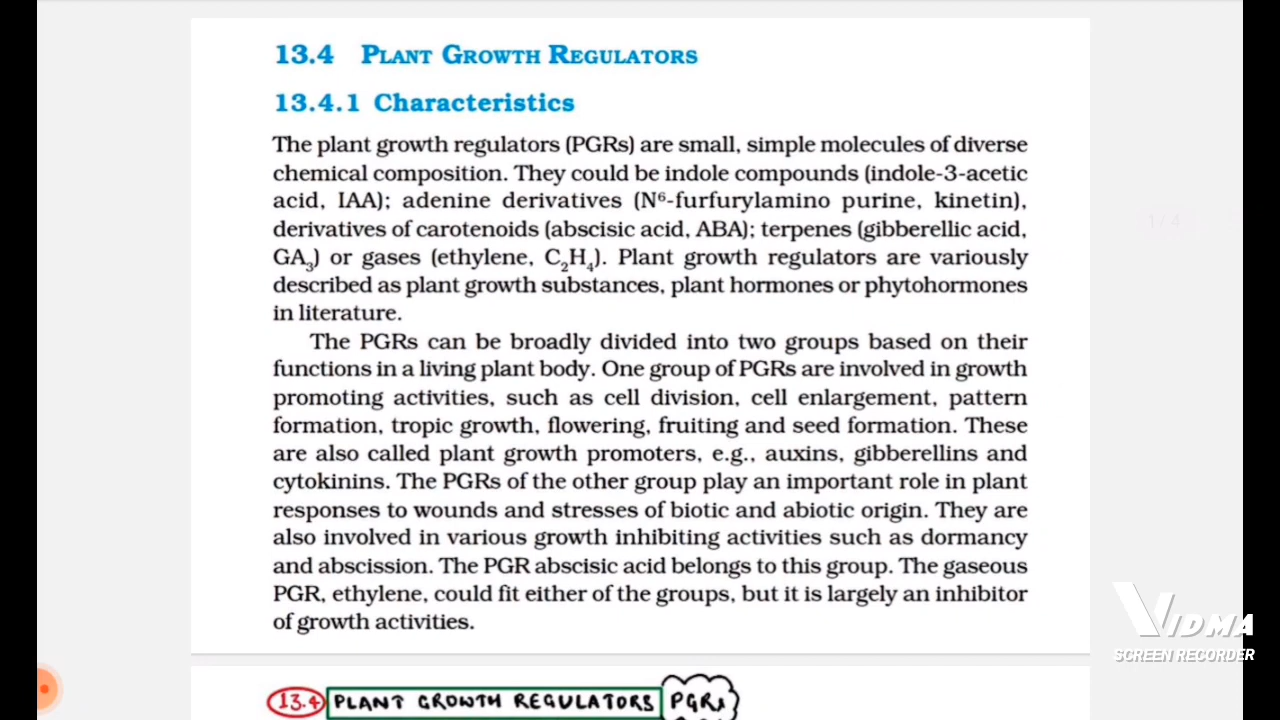 13.4 PLANT GROWTH REGULATORS
13.4.1 Characteristics
The plant growth regulators (PGRs) are small, simple molecules of diverse
chemical composition. They could be indole compounds (indole-3-acetic
acid, IAA); adenine derivatives (N⁶-furfurylamino purine, kinetin),
derivatives of carotenoids (abscisic acid, ABA); terpenes (gibberellic acid,
GA₃) or gases (ethylene, C₂H₄). Plant growth regulators are variously
described as plant growth substances, plant hormones or phytohormones
in literature.
The PGRs can be broadly divided into two groups based on their
functions in a living plant body. One group of PGRs are involved in growth
promoting activities, such as cell division, cell enlargement, pattern
formation, tropic growth, flowering, fruiting and seed formation. These
are also called plant growth promoters, e.g., auxins, gibberellins and
cytokinins. The PGRs of the other group play an important role in plant
responses to wounds and stresses of biotic and abiotic origin. They are
also involved in various growth inhibiting activities such as dormancy
and abscission. The PGR abscisic acid belongs to this group. The gaseous
PGR, ethylene, could fit either of the groups, but it is largely an inhibitor
of growth activities.
1/4
VIDMA
SCREEN RECORDER
13.4 PLANT GROWTH REGULATORS PGRs